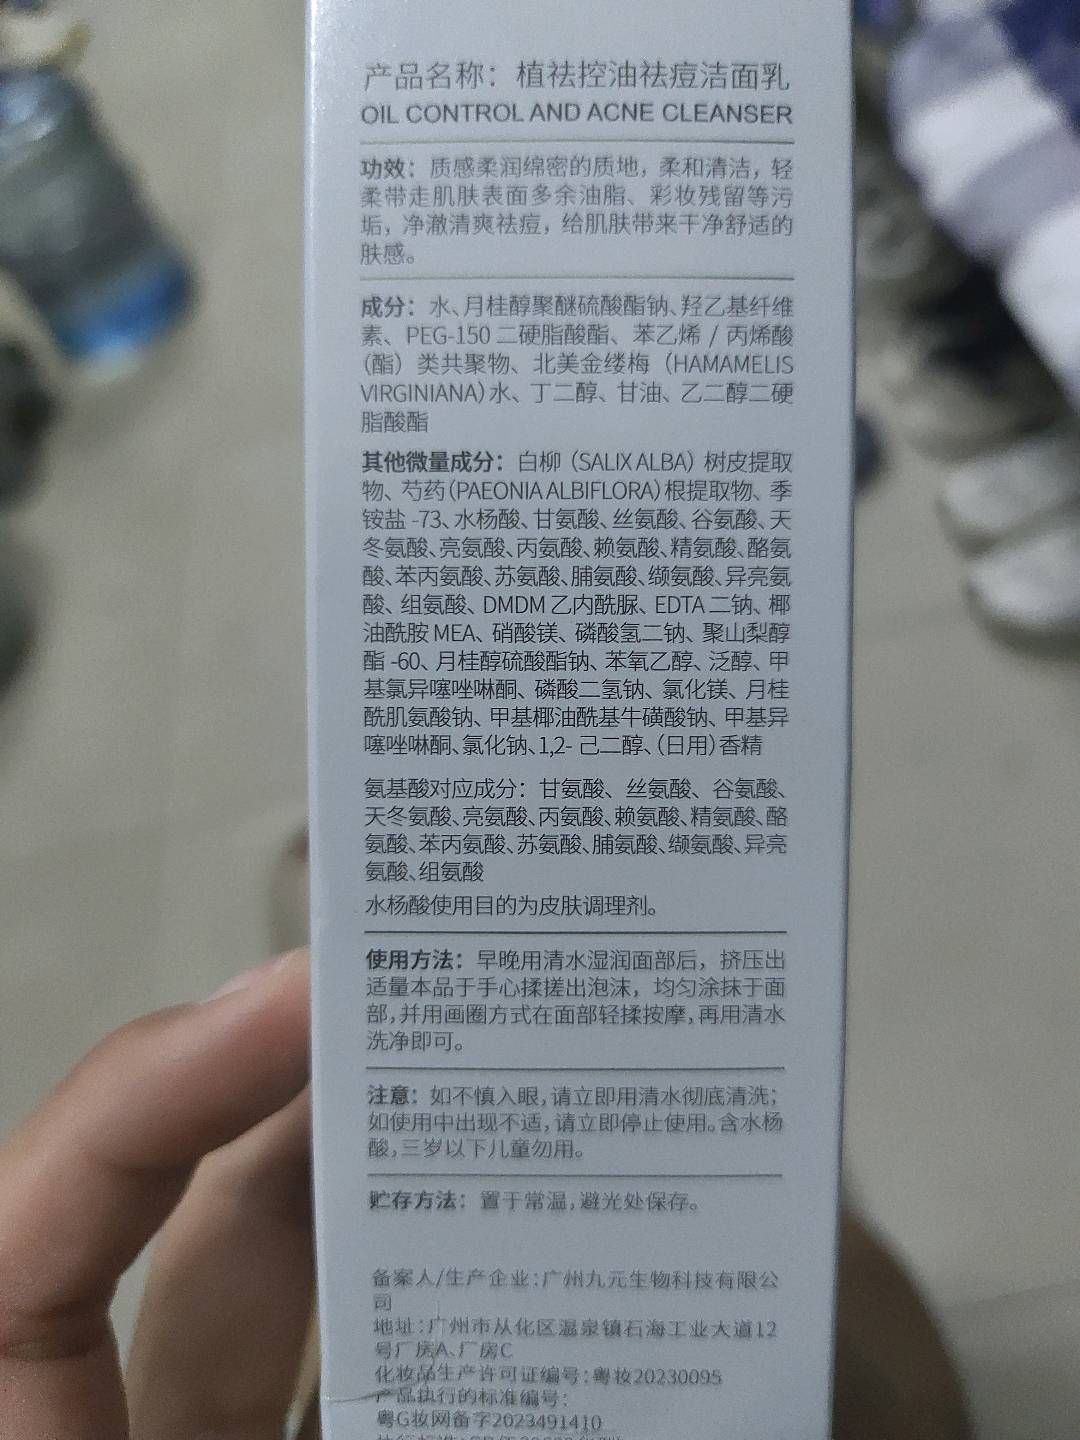 产品名称：植祛控油祛痘洁面乳
OIL CONTROL AND ACNE CLEANSER
功效：质感柔润绵密的质地，柔和清洁，轻
柔带走肌肤表面多余油脂、彩妆残留等污
垢，净澈清爽祛痘，给肌肤带来干净舒适的
肤感。
成分：水、月桂醇聚醚硫酸酯钠、羟乙基纤维
素、PEG-150 二硬脂酸酯、苯乙烯 / 丙烯酸
（酯）类共聚物、北美金缕梅（HAMAMELIS
VIRGINIANA）水、丁二醇、甘油、乙二醇二硬
脂酸酯
其他微量成分：白柳（SALIX ALBA）树皮提取
物、芍药（PAEONIA ALBIFLORA）根提取物、季
铵盐 -73、水杨酸、甘氨酸、丝氨酸、谷氨酸、天
冬氨酸、亮氨酸、丙氨酸、赖氨酸、精氨酸、酪氨
酸、苯丙氨酸、苏氨酸、脯氨酸、缬氨酸、异亮氨
酸、组氨酸、DMDM 乙内酰脲、EDTA 二钠、椰
油酰胺 MEA、硝酸镁、磷酸氢二钠、聚山梨醇
酯 -60、月桂醇硫酸酯钠、苯氧乙醇、泛醇、甲
基氯异噻唑啉酮、磷酸二氢钠、氯化镁、月桂
酰肌氨酸钠、甲基椰油酰基牛磺酸钠、甲基异
噻唑啉酮、氯化钠、1,2- 己二醇、（日用）香精
氨基酸对应成分：甘氨酸、丝氨酸、谷氨酸、
天冬氨酸、亮氨酸、丙氨酸、赖氨酸、精氨酸、酪
氨酸、苯丙氨酸、苏氨酸、脯氨酸、缬氨酸、异亮
氨酸、组氨酸
水杨酸使用目的为皮肤调理剂。
使用方法：早晚用清水湿润面部后，挤压出
适量本品于手心揉搓出泡沫，均匀涂抹于面
部，并用画圈方式在面部轻揉按摩，再用清水
洗净即可。
注意：如不慎入眼，请立即用清水彻底清洗；
如使用中出现不适，请立即停止使用。含水杨
酸，三岁以下儿童勿用。
贮存方法：置于常温，避光处保存。
备案人/生产企业：广州九元生物科技有限公
司
地址：广州市从化区温泉镇石海工业大道12
号厂房A、厂房C
化妆品生产许可证编号：粤妆20230095
产品执行的标准编号：
粤G妆网备字2023491410